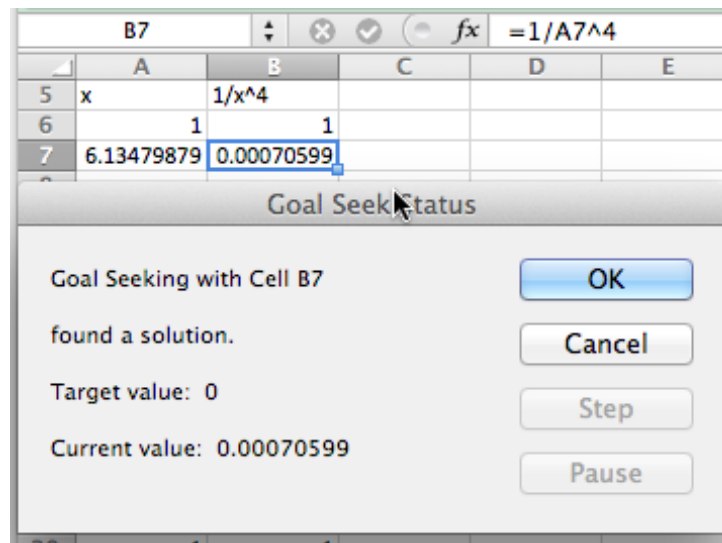 B7 fx =1/A7^4
A B C D E
5 x 1/x^4
6 1 1
7 6.13479879 0.00070599
Goal Seek Status
Goal Seeking with Cell B7
OK
found a solution.
Cancel
Target value: 0
Step
Current value: 0.00070599
Pause